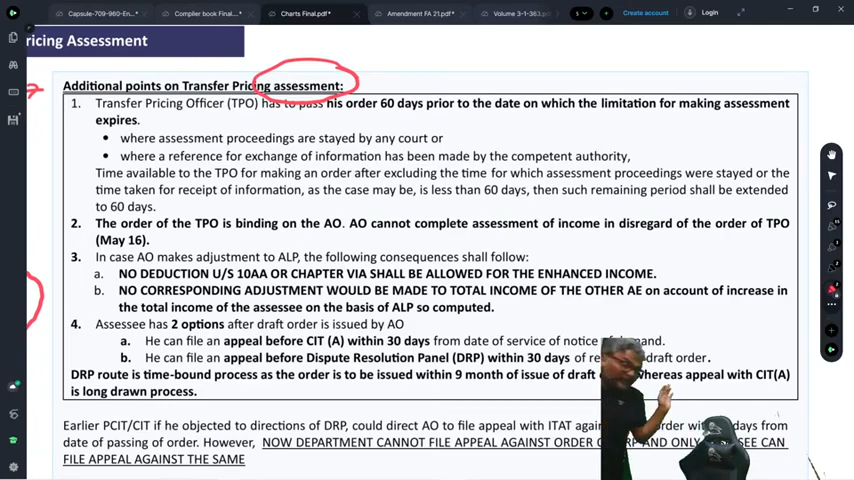 Capsule-709-960-En...*
Compiler book Final....*
Charts Final.pdf*
Amendment FA 21.pdf*
Volume 3-1-363.pdf*
5
Create account
Login
ricing Assessment
Additional points on Transfer Pricing assessment:
1. Transfer Pricing Officer (TPO) has to pass his order 60 days prior to the date on which the limitation for making assessment
expires.
• where assessment proceedings are stayed by any court or
• where a reference for exchange of information has been made by the competent authority,
Time available to the TPO for making an order after excluding the time for which assessment proceedings were stayed or the
time taken for receipt of information, as the case may be, is less than 60 days, then such remaining period shall be extended
to 60 days.
2. The order of the TPO is binding on the AO. AO cannot complete assessment of income in disregard of the order of TPO
(May 16).
3. In case AO makes adjustment to ALP, the following consequences shall follow:
a. NO DEDUCTION U/S 10AA OR CHAPTER VIA SHALL BE ALLOWED FOR THE ENHANCED INCOME.
b. NO CORRESPONDING ADJUSTMENT WOULD BE MADE TO TOTAL INCOME OF THE OTHER AE on account of increase in
the total income of the assessee on the basis of ALP so computed.
4. Assessee has 2 options after draft order is issued by AO
a. He can file an appeal before CIT (A) within 30 days from date of service of notice of demand.
b. He can file an appeal before Dispute Resolution Panel (DRP) within 30 days of re draft order.
DRP route is time-bound process as the order is to be issued within 9 month of issue of draft whereas appeal with CIT(A)
is long drawn process.
Earlier PCIT/CIT if he objected to directions of DRP, could direct AO to file appeal with ITAT again order with days from
date of passing of order. However, NOW DEPARTMENT CANNOT FILE APPEAL AGAINST ORDER O P AND ONLY SEE CAN
FILE APPEAL AGAINST THE SAME